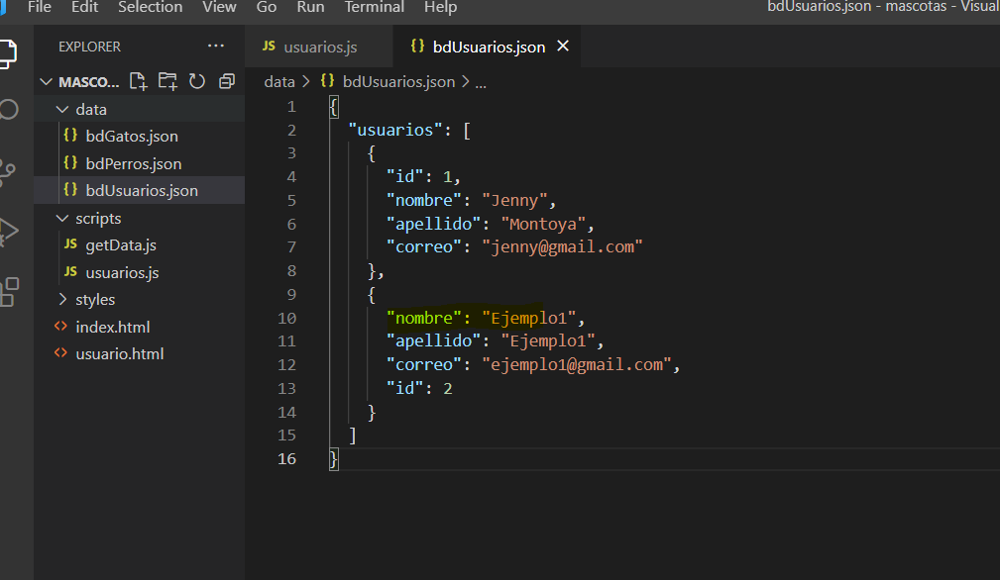 File Edit Selection View Go Run Terminal Help bdUsuarios.json - mascotas - Visual
EXPLORER ...
MASCO...
data
{} bdGatos.json
{} bdPerros.json
{} bdUsuarios.json
scripts
JS getData.js
JS usuarios.js
styles
<> index.html
<> usuario.html
JS usuarios.js {} bdUsuarios.json
data > {} bdUsuarios.json > ...
1 {
2 "usuarios": [
3 {
4 "id": 1,
5 "nombre": "Jenny",
6 "apellido": "Montoya",
7 "correo": "jenny@gmail.com"
8 },
9 {
10 "nombre": "Ejemplo1",
11 "apellido": "Ejemplo1",
12 "correo": "ejemplo1@gmail.com",
13 "id": 2
14 }
15 ]
16 }